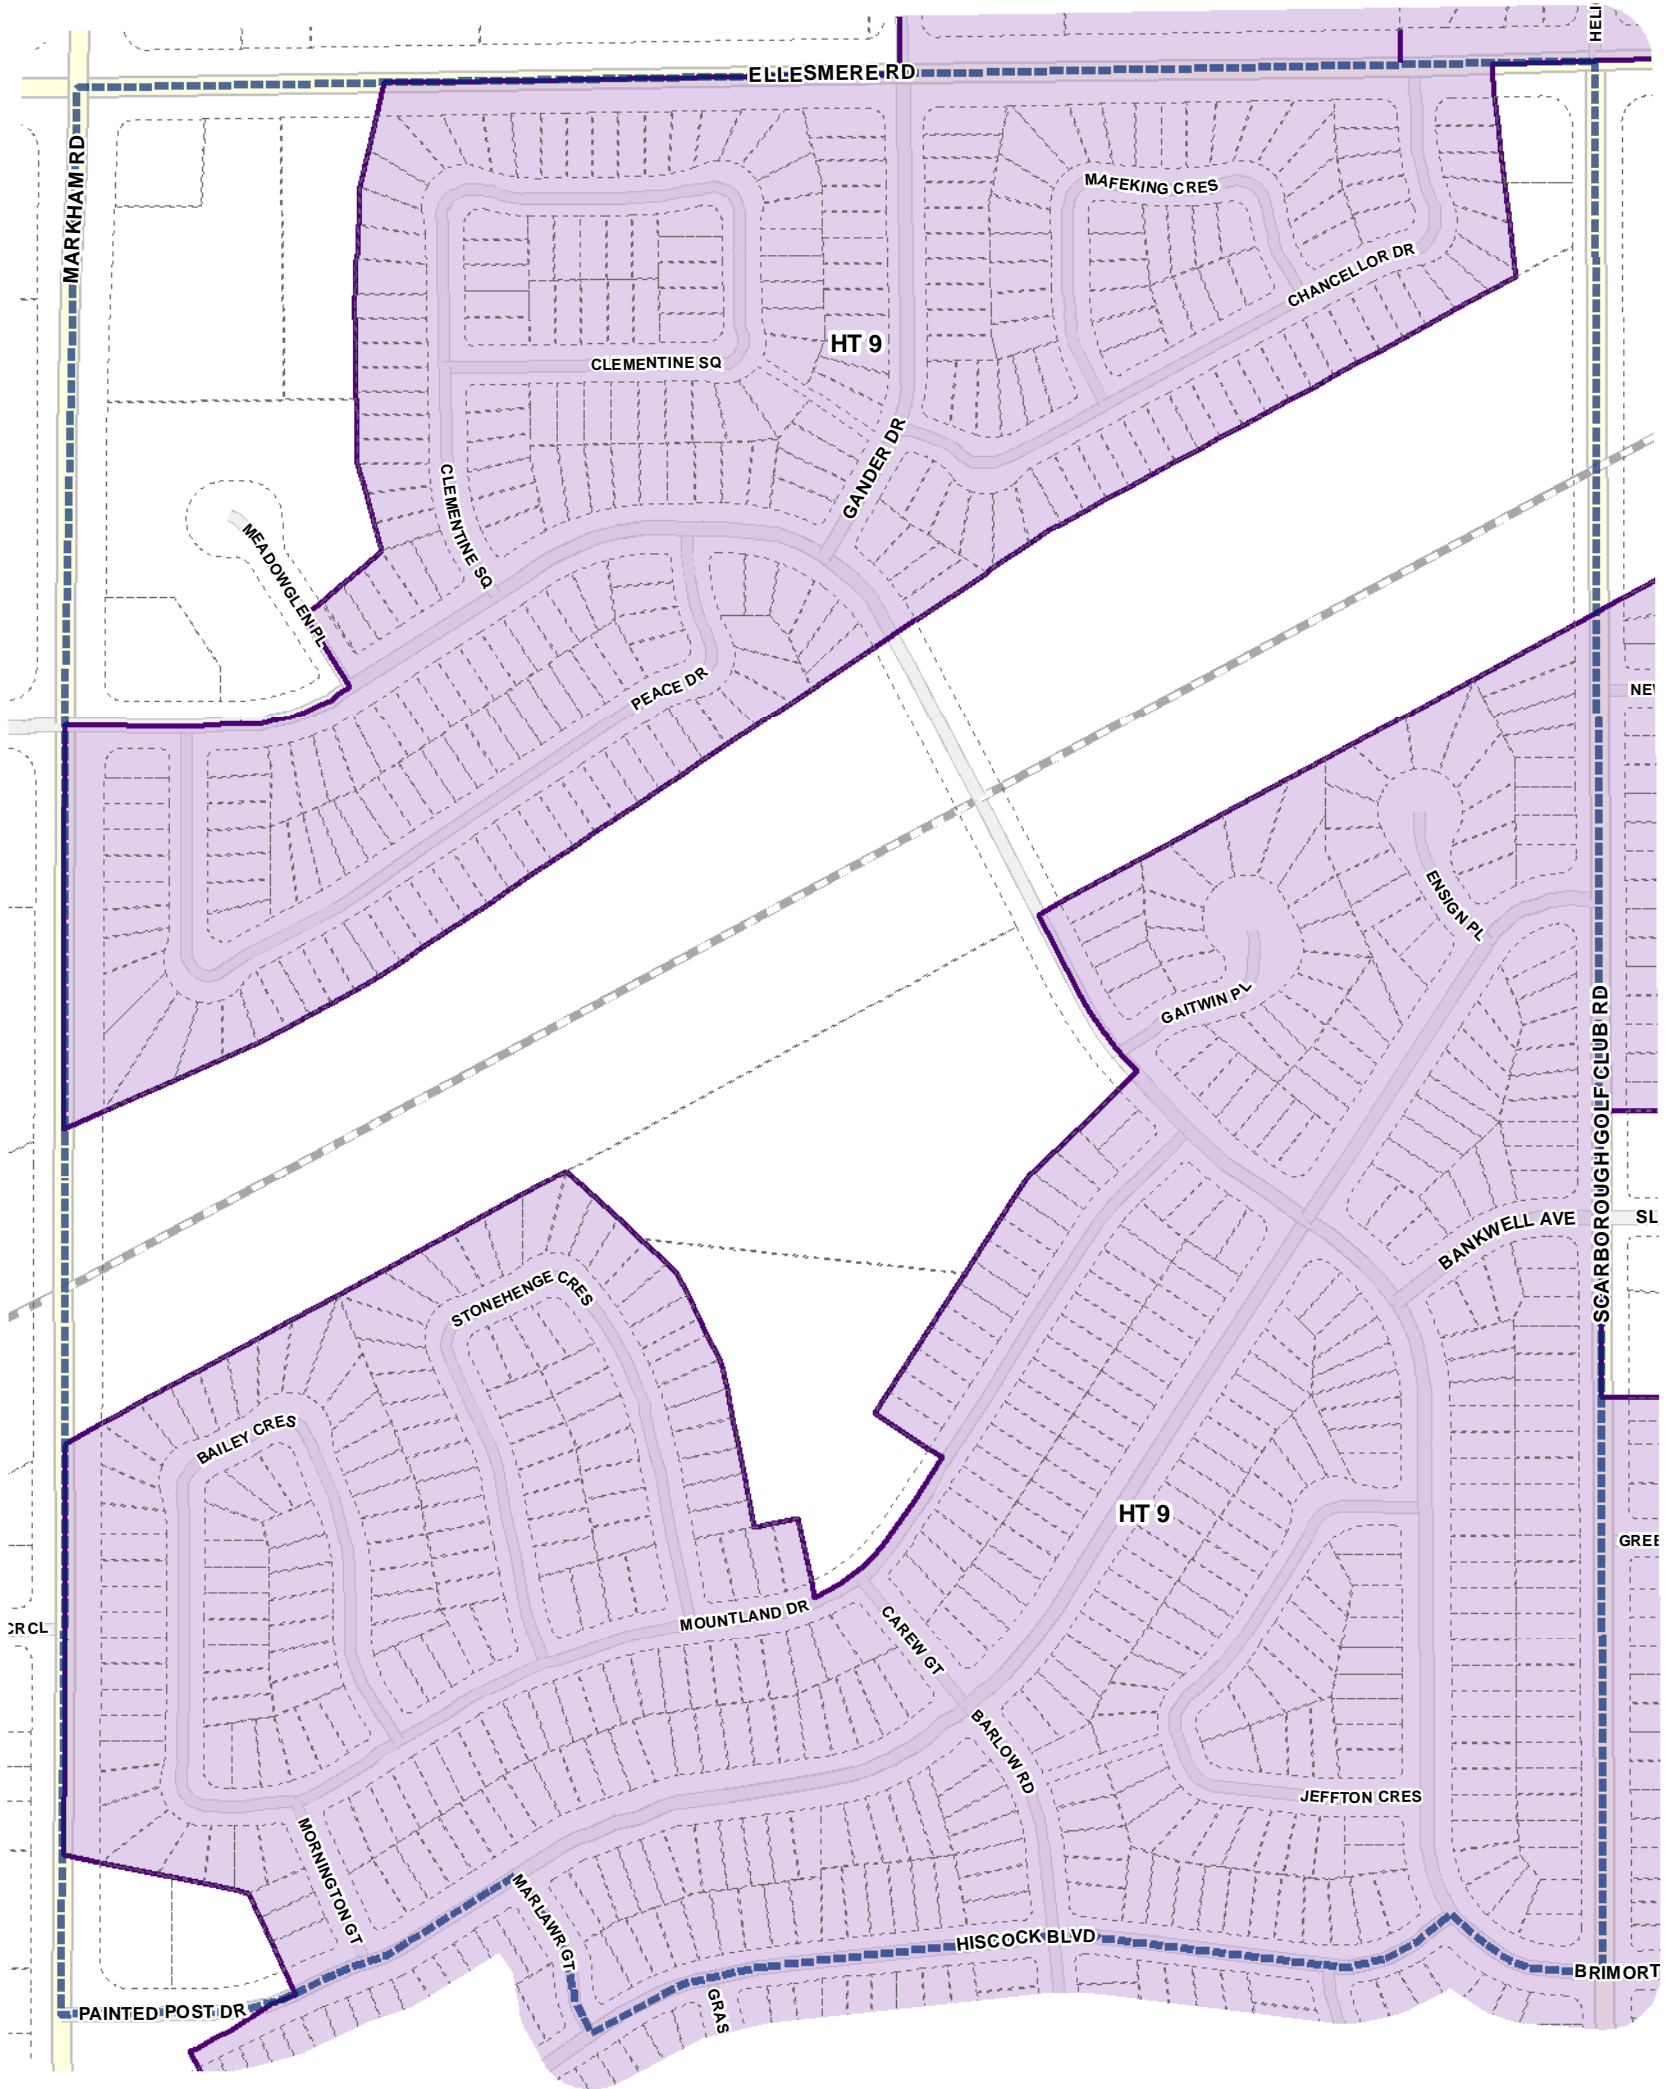 HELI
ELLESMERE RD
MARKHAM RD
MAFEKING CRES
CHANCELLOR DR
HT 9
CLEMENTINE SQ
GANDER DR
CLEMENTINE SQ
MEADOWGLEN PL
PEACE DR
NEW
ENSIGN PL
GAITWIN PL
SCARBOROUGH GOLF CLUB RD
BANKWELL AVE
SL
STONEHENGE CRES
BAILEY CRES
HT 9
GREE
MOUNTLAND DR
CAREW GT
CRCL
BARLOW RD
JEFFTON CRES
MORNINGTON GT
MARLAWR GT
HISCOCK BLVD
BRIMORT
PAINTED POST DR
GRAS